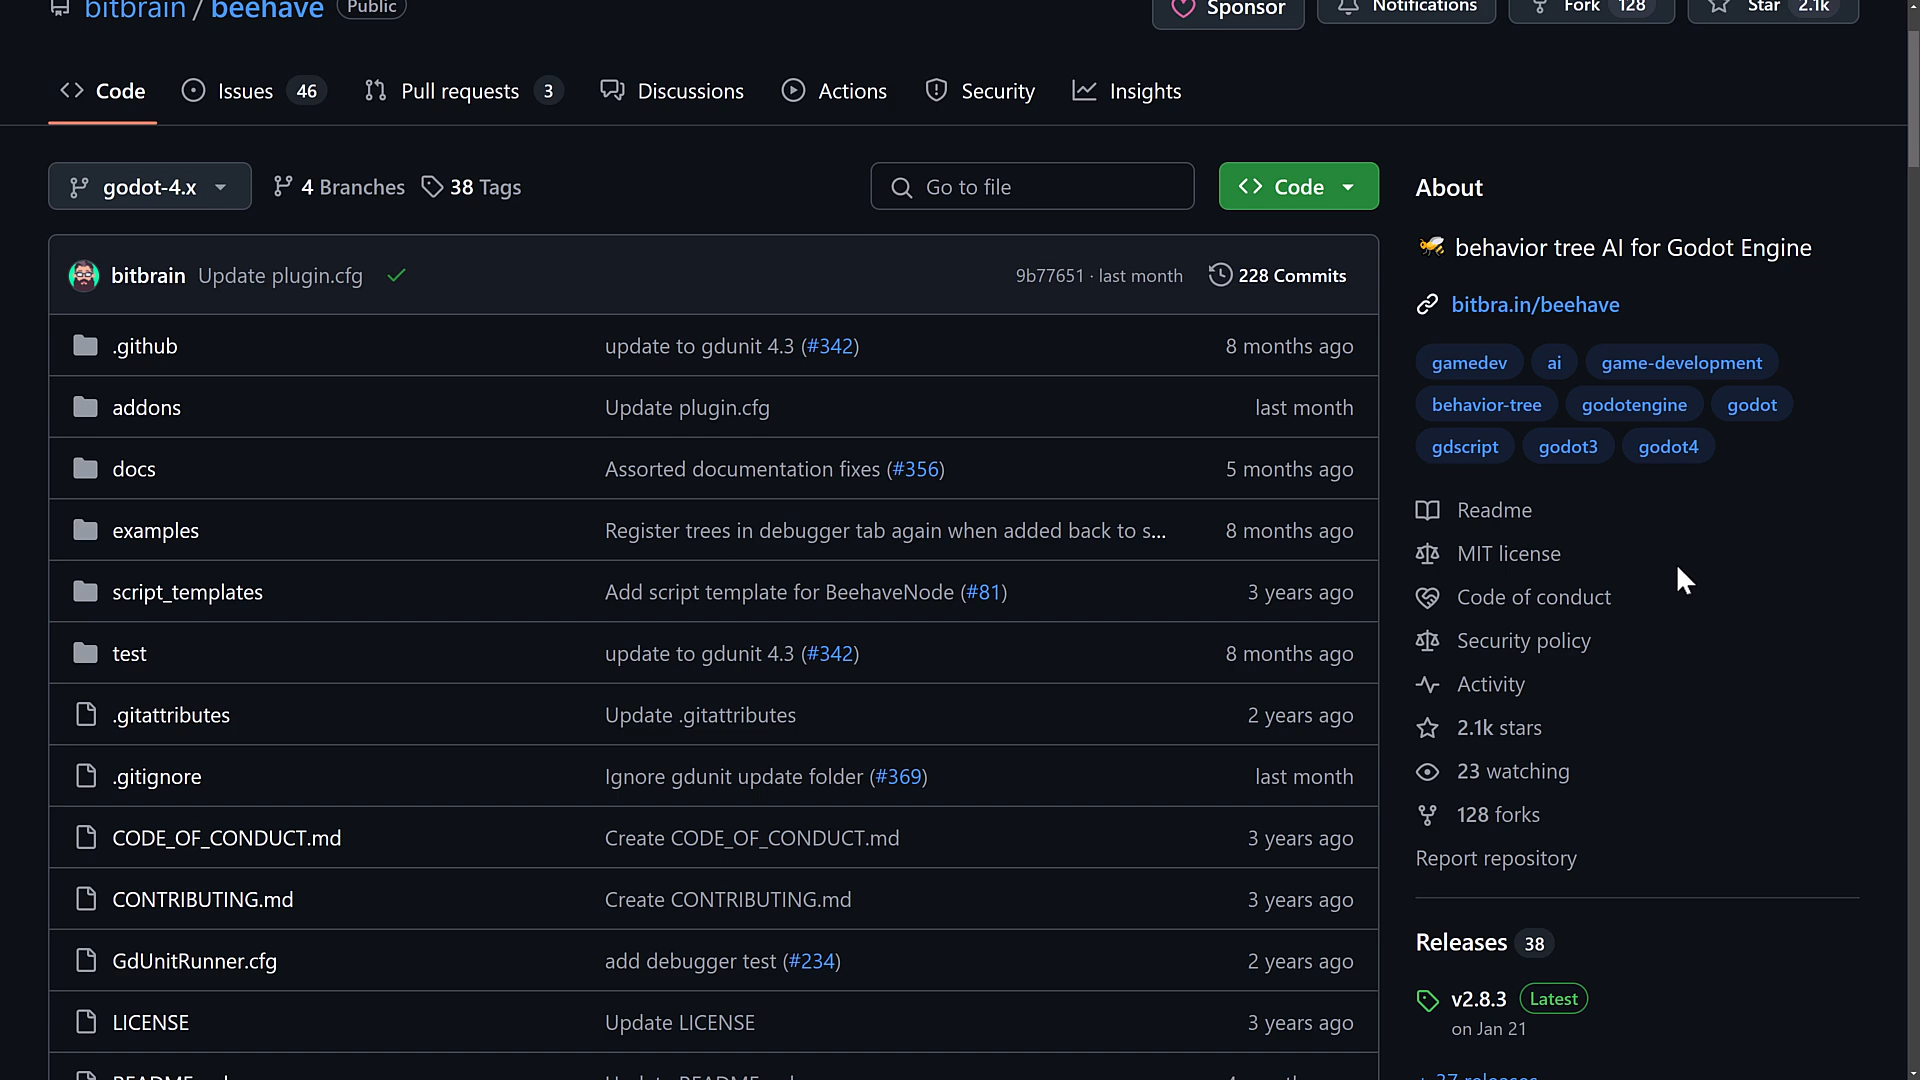 bitbrain / beehave Public
Sponsor Notifications Fork 128 Star 2.1k
Code Issues 46 Pull requests 3 Discussions Actions Security Insights
godot-4.x 4 Branches 38 Tags Go to file Code
bitbrain Update plugin.cfg 9b77651 · last month 228 Commits
.github update to gdunit 4.3 (#342) 8 months ago
addons Update plugin.cfg last month
docs Assorted documentation fixes (#356) 5 months ago
examples Register trees in debugger tab again when added back to s... 8 months ago
script_templates Add script template for BeehaveNode (#81) 3 years ago
test update to gdunit 4.3 (#342) 8 months ago
.gitattributes Update .gitattributes 2 years ago
.gitignore Ignore gdunit update folder (#369) last month
CODE_OF_CONDUCT.md Create CODE_OF_CONDUCT.md 3 years ago
CONTRIBUTING.md Create CONTRIBUTING.md 3 years ago
GdUnitRunner.cfg add debugger test (#234) 2 years ago
LICENSE Update LICENSE 3 years ago
About
behavior tree AI for Godot Engine
bitbra.in/beehave
gamedev ai game-development
behavior-tree godotengine godot
gdscript godot3 godot4
Readme
MIT license
Code of conduct
Security policy
Activity
2.1k stars
23 watching
128 forks
Report repository
Releases 38
v2.8.3 Latest
on Jan 21